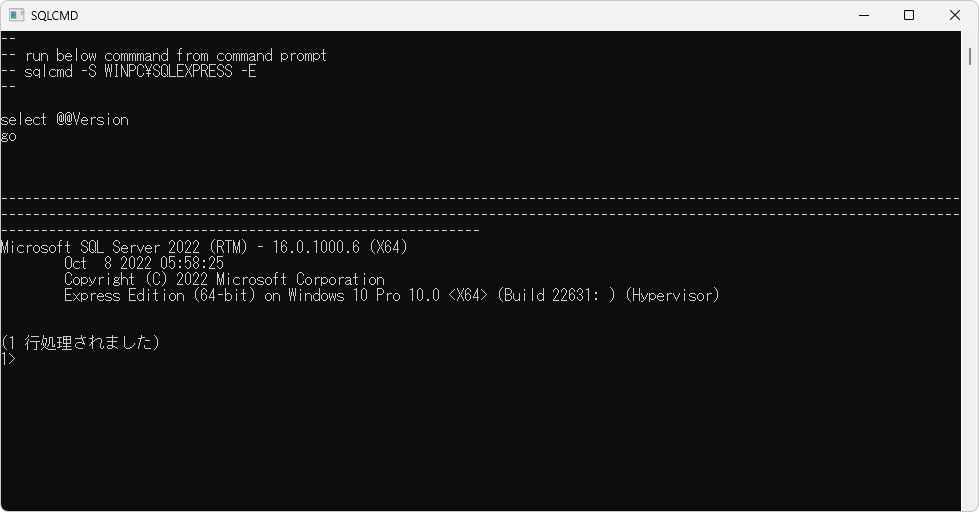 SQLCMD
--
-- run below commmand from command prompt
-- sqlcmd -S WINPC¥SQLEXPRESS -E
--
select @@Version
go
------------------------------------------------------------------------------------------------------------------------
------------------------------------------------------------------------------------------------------------------------
------------------------------------------------------------
Microsoft SQL Server 2022 (RTM) - 16.0.1000.6 (X64)
Oct  8 2022 05:58:25
Copyright (C) 2022 Microsoft Corporation
Express Edition (64-bit) on Windows 10 Pro 10.0 <X64> (Build 22631: ) (Hypervisor)
(1 行処理されました)
1>